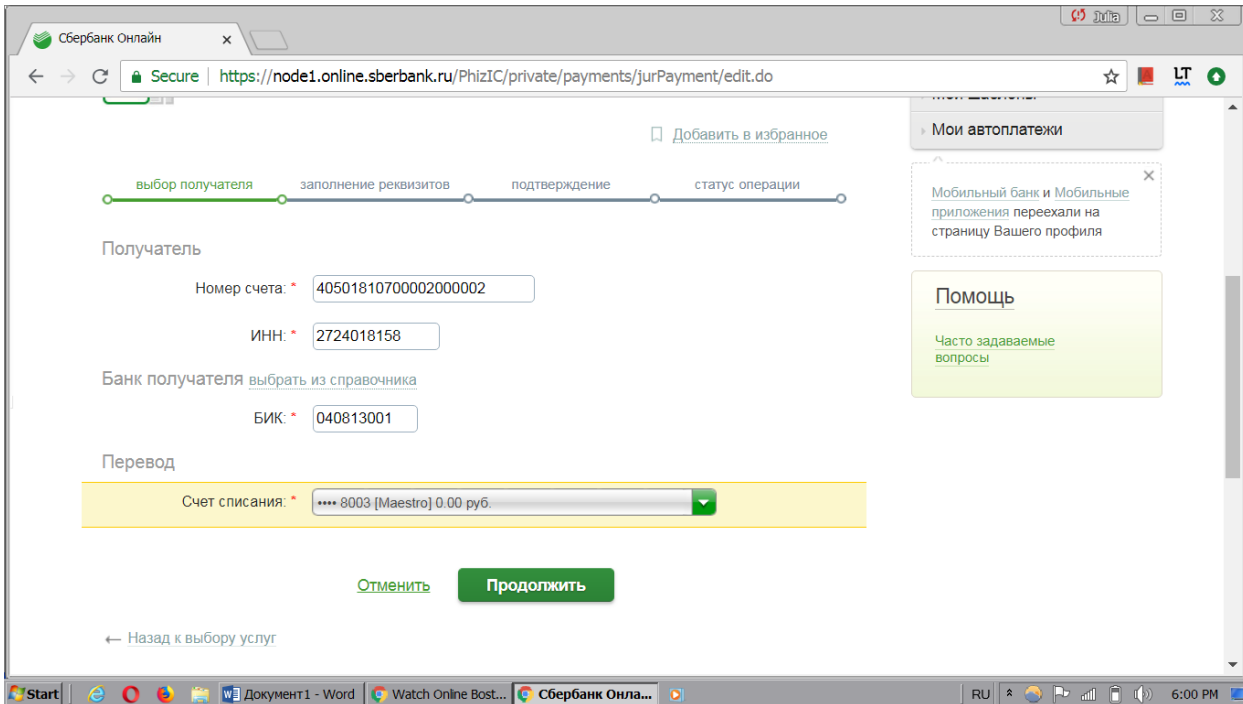 Julia
Сбербанк Онлайн
Secure | https://node1.online.sberbank.ru/PhizIC/private/payments/jurPayment/edit.do
LT
Мои автоплатежи
Добавить в избранное
выбор получателя заполнение реквизитов подтверждение статус операции
Мобильный банк и Мобильные
приложения переехали на
страницу Вашего профиля
Получатель
Номер счета: * 40501810700002000002
ИНН: * 2724018158
Банк получателя выбрать из справочника
БИК: * 040813001
Перевод
Счет списания: * •••• 8003 [Maestro] 0.00 руб.
Отменить Продолжить
← Назад к выбору услуг
Помощь
Часто задаваемые
вопросы
Start Документ1 - Word Watch Online Bost... Сбербанк Онла... RU 6:00 PM